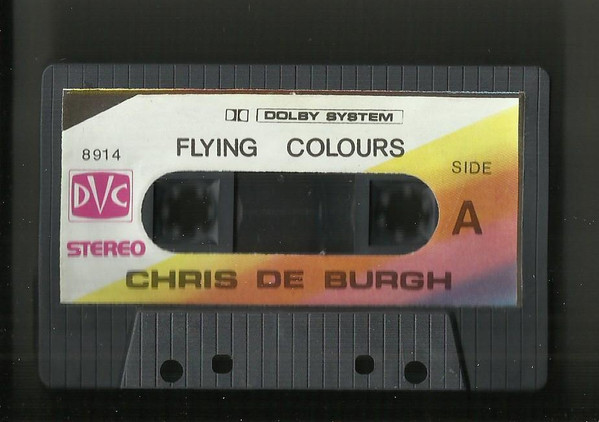 DOLBY SYSTEM
FLYING COLOURS
8914
SIDE
DVC
A
STEREO
CHRIS DE BURGH